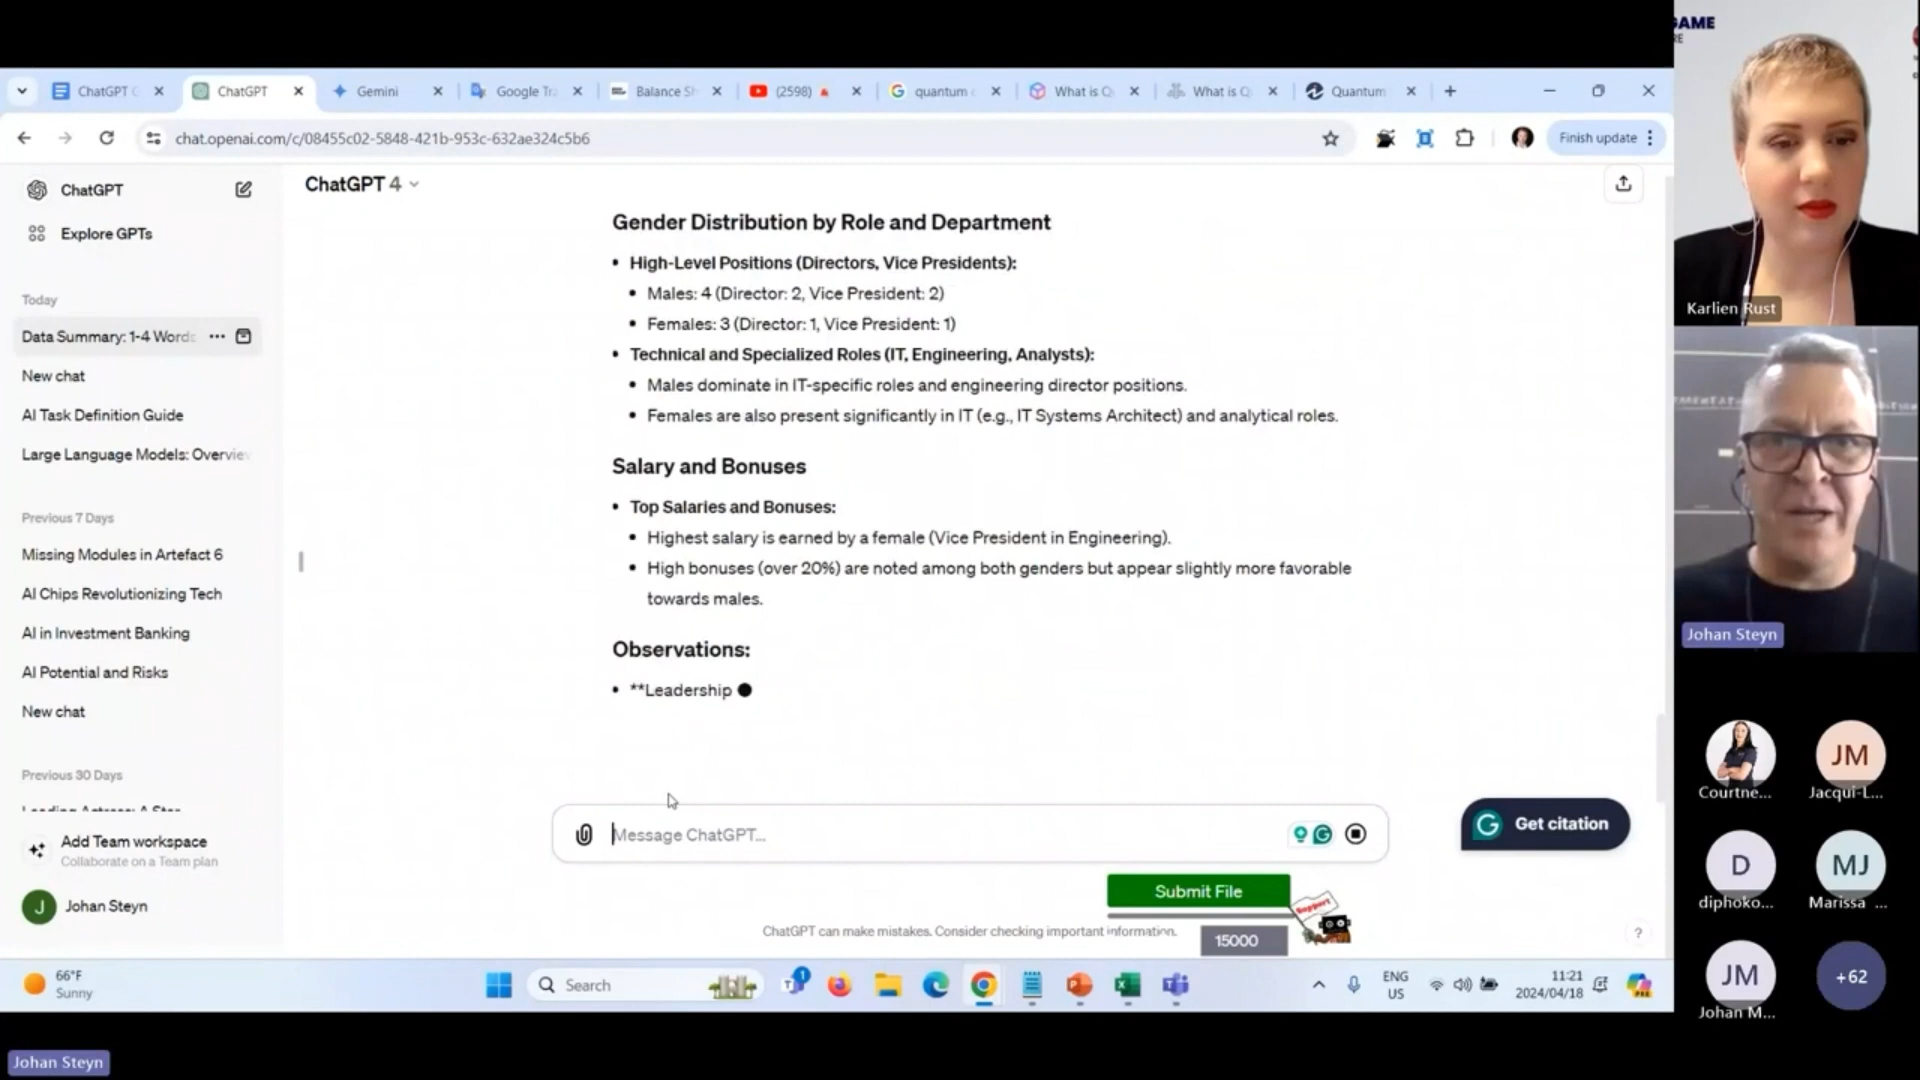 ChatGPT G
ChatGPT
Gemini
Google Tra
Balance Sh
(2598)
quantum c
What is Q
What is Q
Quantum
chat.openai.com/c/08455c02-5848-421b-953c-632ae324c5b6
Finish update
ChatGPT
Explore GPTs
Today
Data Summary: 1-4 Words
New chat
AI Task Definition Guide
Large Language Models: Overview
Previous 7 Days
Missing Modules in Artefact 6
AI Chips Revolutionizing Tech
AI in Investment Banking
AI Potential and Risks
New chat
Previous 30 Days
Add Team workspace
Collaborate on a Team plan
J
Johan Steyn
ChatGPT 4
Gender Distribution by Role and Department
• High-Level Positions (Directors, Vice Presidents):
• Males: 4 (Director: 2, Vice President: 2)
• Females: 3 (Director: 1, Vice President: 1)
• Technical and Specialized Roles (IT, Engineering, Analysts):
• Males dominate in IT-specific roles and engineering director positions.
• Females are also present significantly in IT (e.g., IT Systems Architect) and analytical roles.
Salary and Bonuses
• Top Salaries and Bonuses:
• Highest salary is earned by a female (Vice President in Engineering).
• High bonuses (over 20%) are noted among both genders but appear slightly more favorable
towards males.
Observations:
• **Leadership
Message ChatGPT...
Get citation
Submit File
Support
ChatGPT can make mistakes. Consider checking important information.
15000
?
66°F
Sunny
Search
1
ENG
US
11:21
2024/04/18
PRE
GAME
RE
Karlien Rust
Johan Steyn
Courtne...
JM
Jacqui-L...
D
diphoko...
MJ
Marissa ...
JM
Johan M...
+62
Johan Steyn